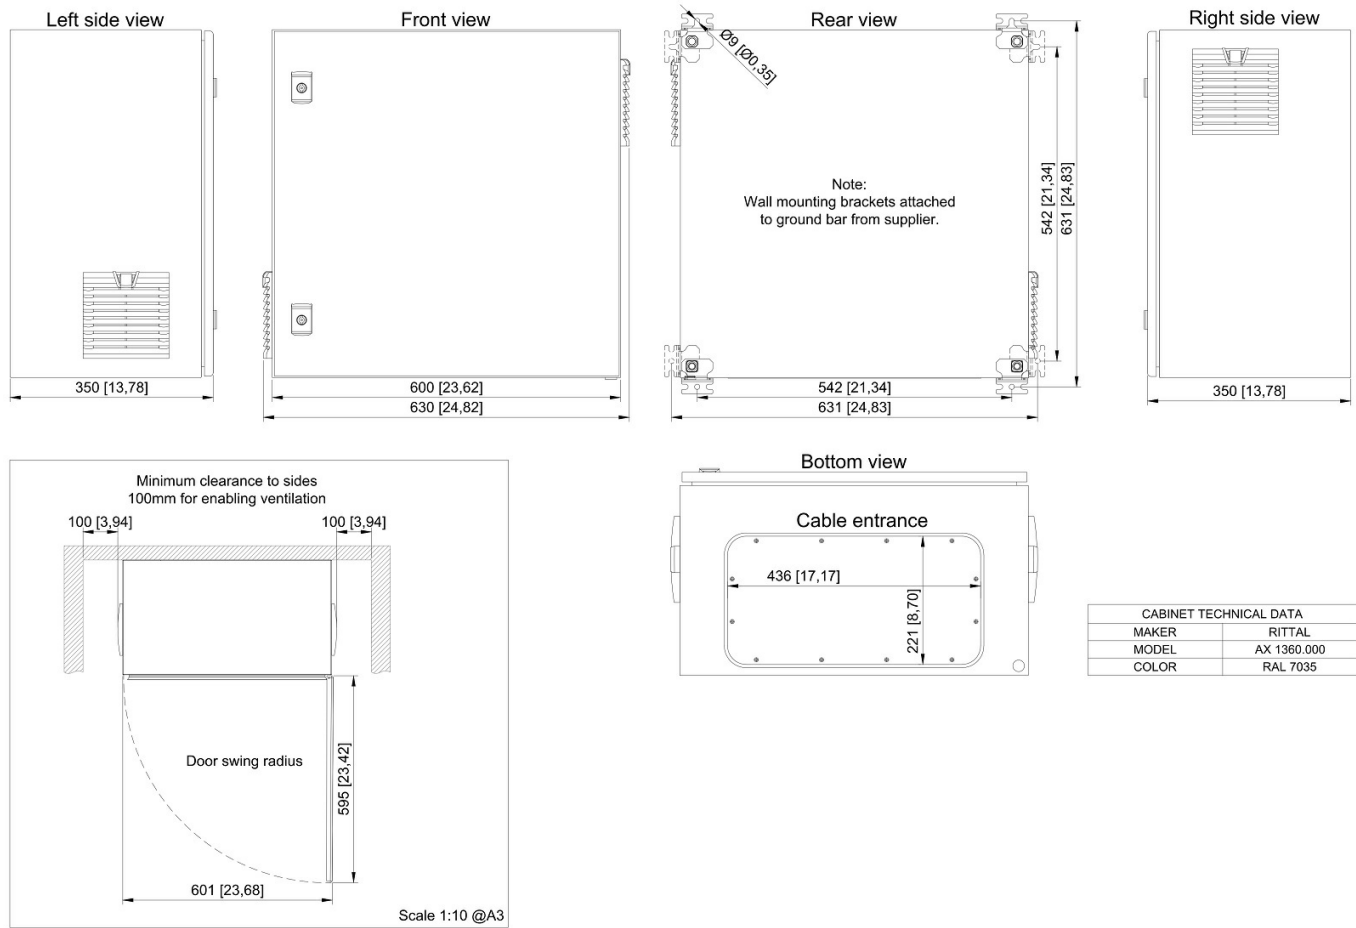 Left side view
Front view
Rear view
Right side view
Ø9 [Ø0,35]
Note:
Wall mounting brackets attached
to ground bar from supplier.
542 [21,34]
631 [24,83]
350 [13,78]
600 [23,62]
630 [24,82]
542 [21,34]
631 [24,83]
350 [13,78]
Minimum clearance to sides
100mm for enabling ventilation
100 [3,94]
100 [3,94]
Door swing radius
595 [23,42]
601 [23,68]
Scale 1:10 @A3
Bottom view
Cable entrance
436 [17,17]
221 [8,70]
CABINET TECHNICAL DATA
MAKER RITTAL
MODEL AX 1360.000
COLOR RAL 7035